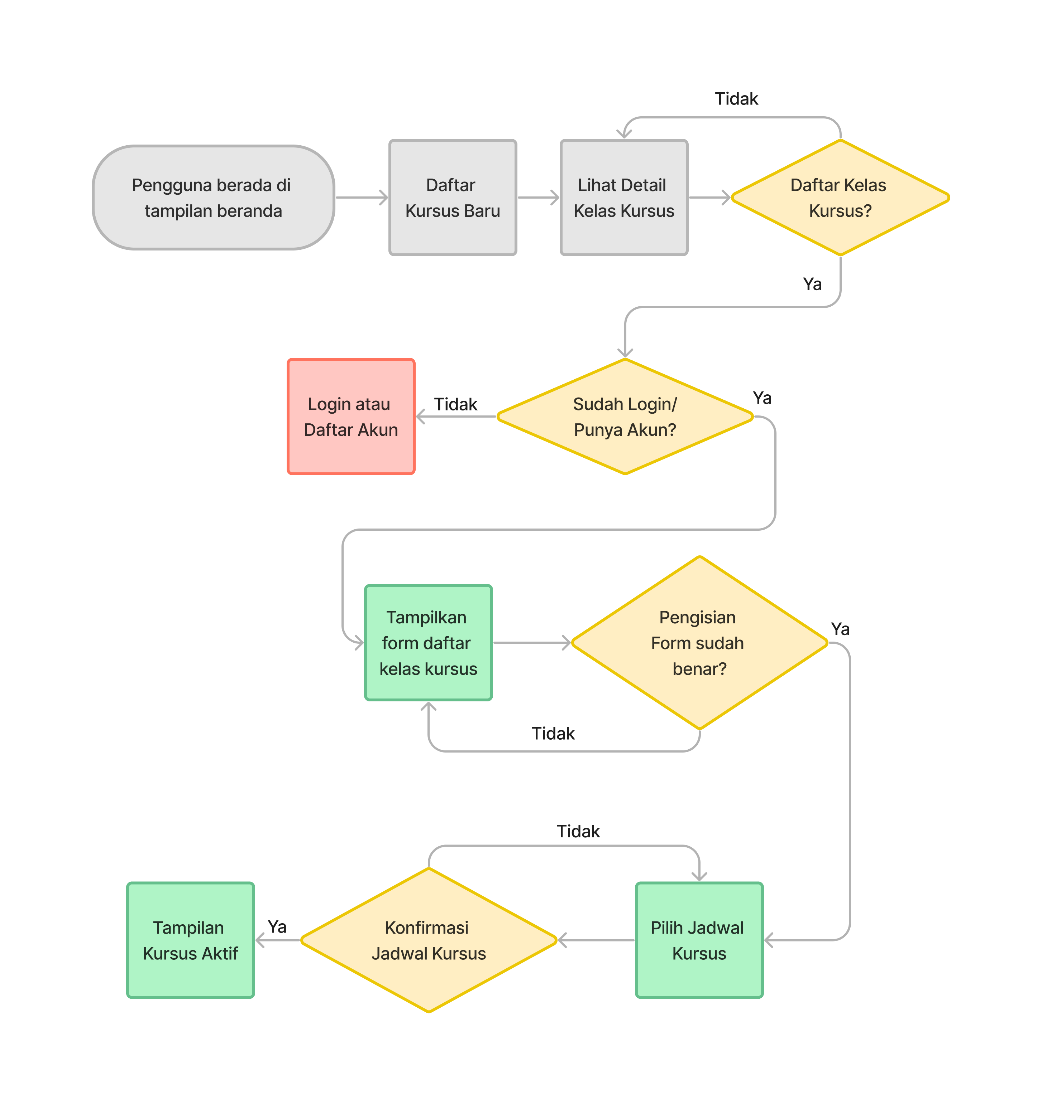 Tidak
Pengguna berada di
tampilan beranda
Daftar
Kursus Baru
Lihat Detail
Kelas Kursus
Daftar Kelas
Kursus?
Ya
Login atau
Daftar Akun
Tidak
Sudah Login/
Punya Akun?
Ya
Tampilkan
form daftar
kelas kursus
Pengisian
Form sudah
benar?
Ya
Tidak
Tidak
Tampilan
Kursus Aktif
Ya
Konfirmasi
Jadwal Kursus
Pilih Jadwal
Kursus